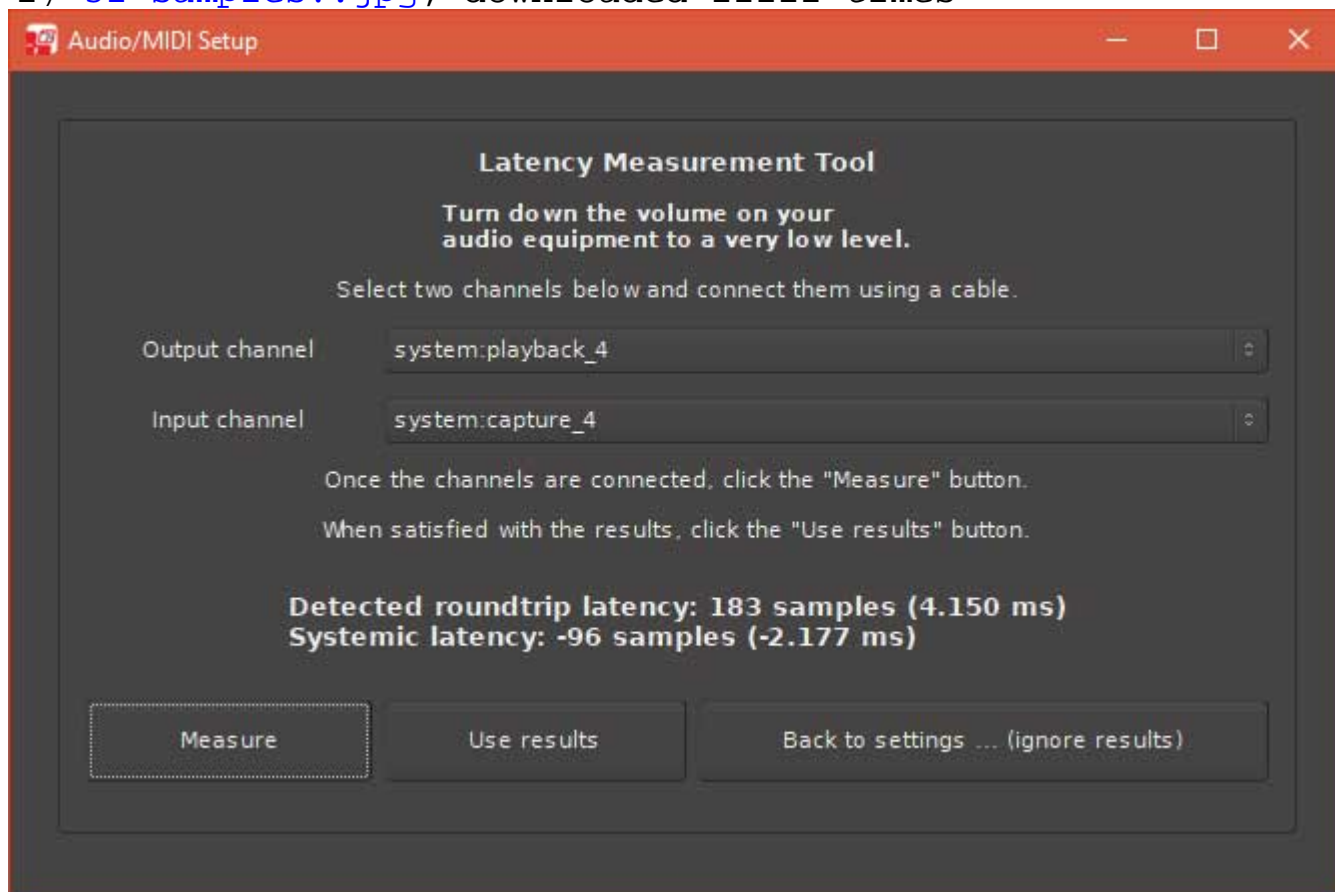 Audio/MIDI Setup
Latency Measurement Tool
Turn down the volume on your
audio equipment to a very low level.
Select two channels below and connect them using a cable.
Output channel system:playback_4
Input channel system:capture_4
Once the channels are connected, click the "Measure" button.
When satisfied with the results, click the "Use results" button.
Detected roundtrip latency: 183 samples (4.150 ms)
Systemic latency: -96 samples (-2.177 ms)
Measure Use results Back to settings ... (ignore results)